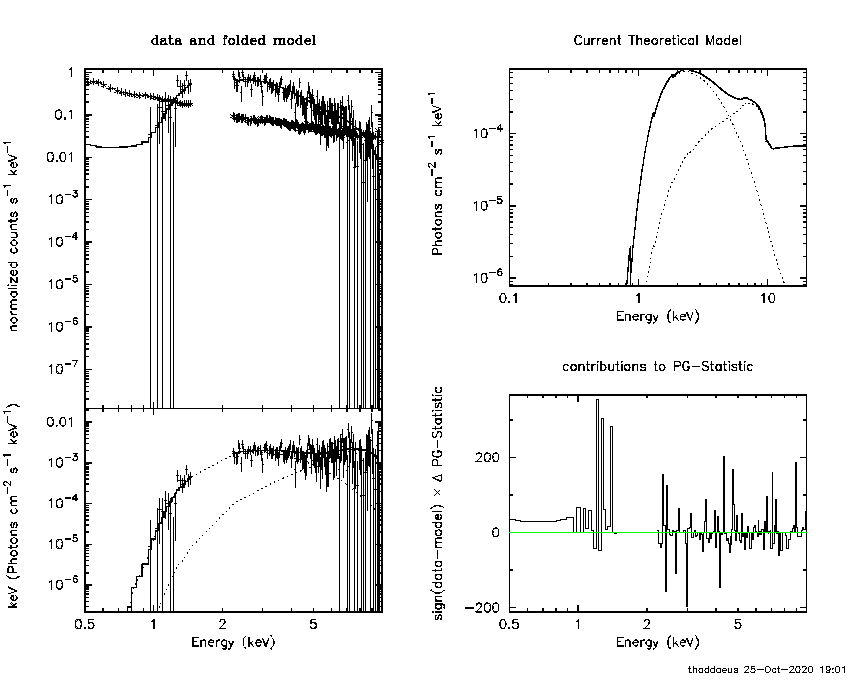 data and folded model
normalized counts s−1 keV−1
1
0.1
0.01
10−3
10−4
10−5
10−6
10−7
keV (Photons cm−2 s−1 keV−1)
0.01
10−3
10−4
10−5
10−6
0.5
1
2
5
Energy (keV)
Current Theoretical Model
Photons cm−2 s−1 keV−1
10−4
10−5
10−6
0.1
1
10
Energy (keV)
contributions to PG−Statistic
sign(data−model) × Δ PG−Statistic
200
0
−200
0.5
1
2
5
Energy (keV)
thaddaeus 25−Oct−2020 19:01